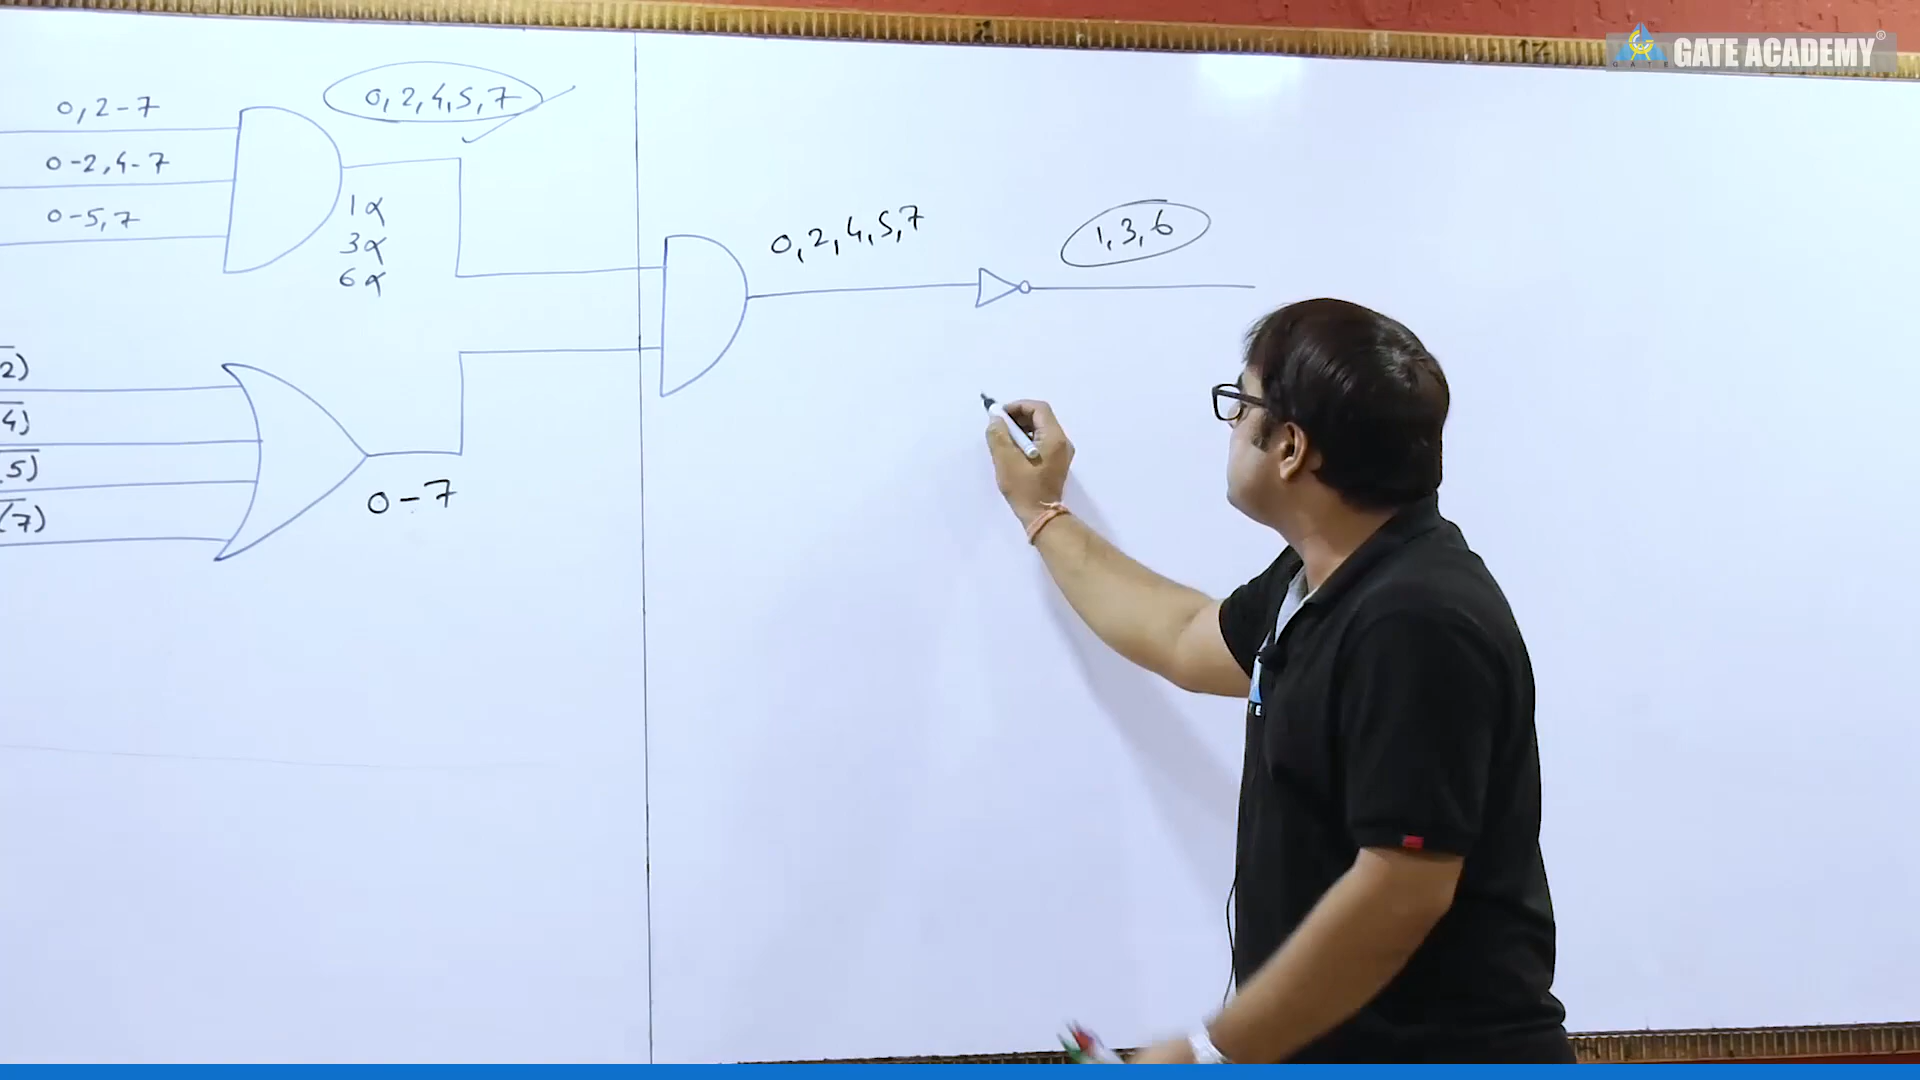 GATE ACADEMY®
GATE
0, 2-7
0-2, 4-7
0-5, 7
0, 2, 4, 5, 7
1
3
6
0, 2, 4, 5, 7
1, 3, 6
2)
4)
5)
(7)
0-7